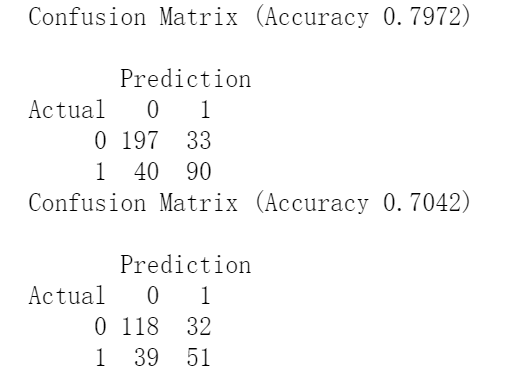 Confusion Matrix (Accuracy 0.7972)
Prediction
Actual 0 1
0 197 33
1 40 90
Confusion Matrix (Accuracy 0.7042)
Prediction
Actual 0 1
0 118 32
1 39 51